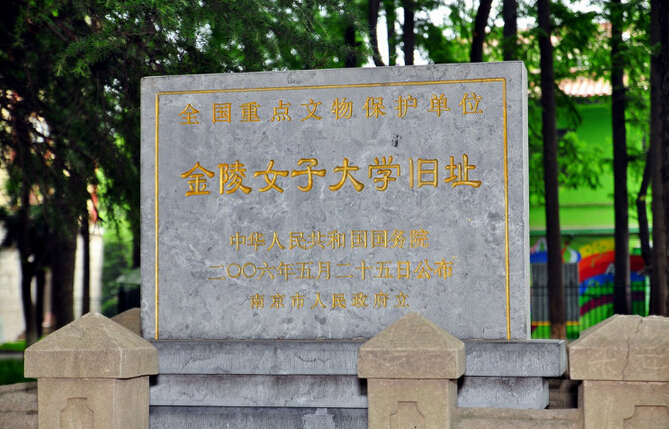 全国重点文物保护单位
金陵女子大学旧址
中华人民共和国国务院
二〇〇六年五月二十五日公布
南京市人民政府立